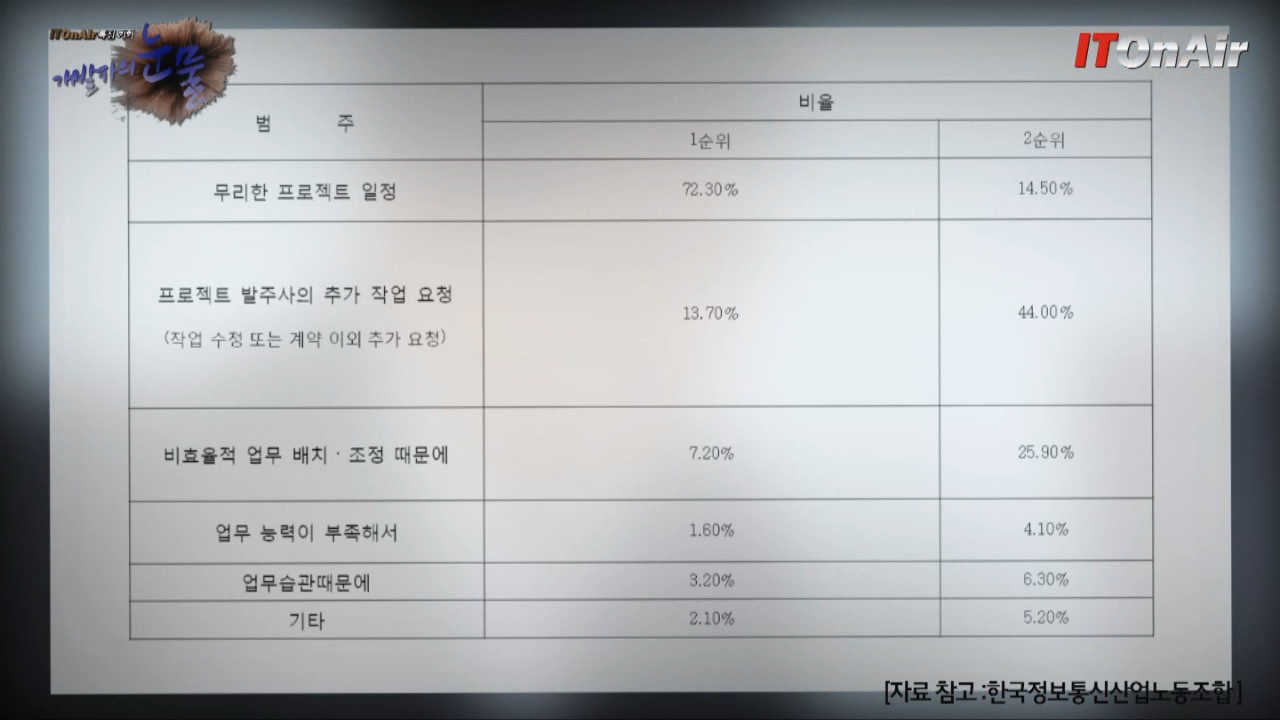 ITOnAir 특집 기획
개발자의 눈물
ITOnAir
범 주
비율
1순위
2순위
무리한 프로젝트 일정
72.30%
14.50%
프로젝트 발주사의 추가 작업 요청
(작업 수정 또는 계약 이외 추가 요청)
13.70%
44.00%
비효율적 업무 배치 · 조정 때문에
7.20%
25.90%
업무 능력이 부족해서
1.60%
4.10%
업무습관때문에
3.20%
6.30%
기타
2.10%
5.20%
[자료 참고 :한국정보통신산업노동조합]